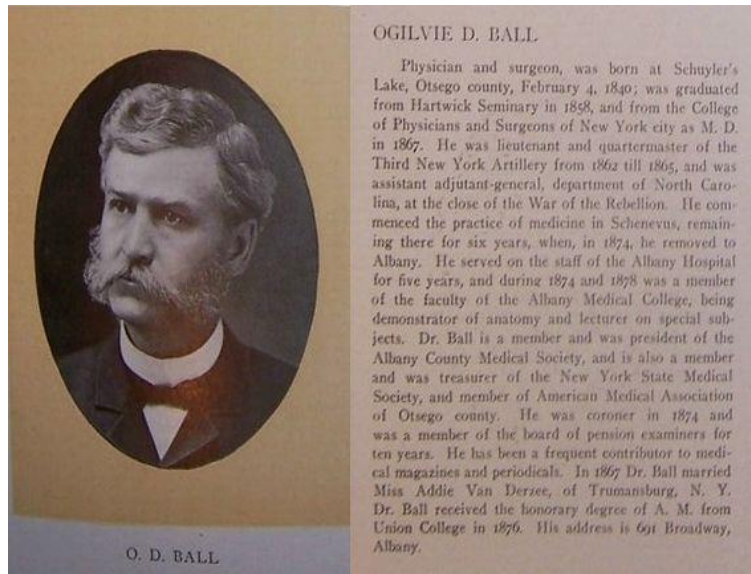 O. D. BALL
OGILVIE D. BALL
Physician and surgeon, was born at Schuyler's
Lake, Otsego county, February 4, 1840; was graduated
from Hartwick Seminary in 1858, and from the College
of Physicians and Surgeons of New York city as M. D.
in 1867. He was lieutenant and quartermaster of the
Third New York Artillery from 1862 till 1865, and was
assistant adjutant-general, department of North Caro-
lina, at the close of the War of the Rebellion. He com-
menced the practice of medicine in Schenevus, remain-
ing there for six years, when, in 1874, he removed to
Albany. He served on the staff of the Albany Hospital
for five years, and during 1874 and 1878 was a member
of the faculty of the Albany Medical College, being
demonstrator of anatomy and lecturer on special sub-
jects. Dr. Ball is a member and was president of the
Albany County Medical Society, and is also a member
and was treasurer of the New York State Medical
Society, and member of American Medical Association
of Otsego county. He was coroner in 1874 and
was a member of the board of pension examiners for
ten years. He has been a frequent contributor to medi-
cal magazines and periodicals. In 1867 Dr. Ball married
Miss Addie Van Derzee, of Trumansburg, N. Y.
Dr. Ball received the honorary degree of A. M. from
Union College in 1876. His address is 691 Broadway,
Albany.